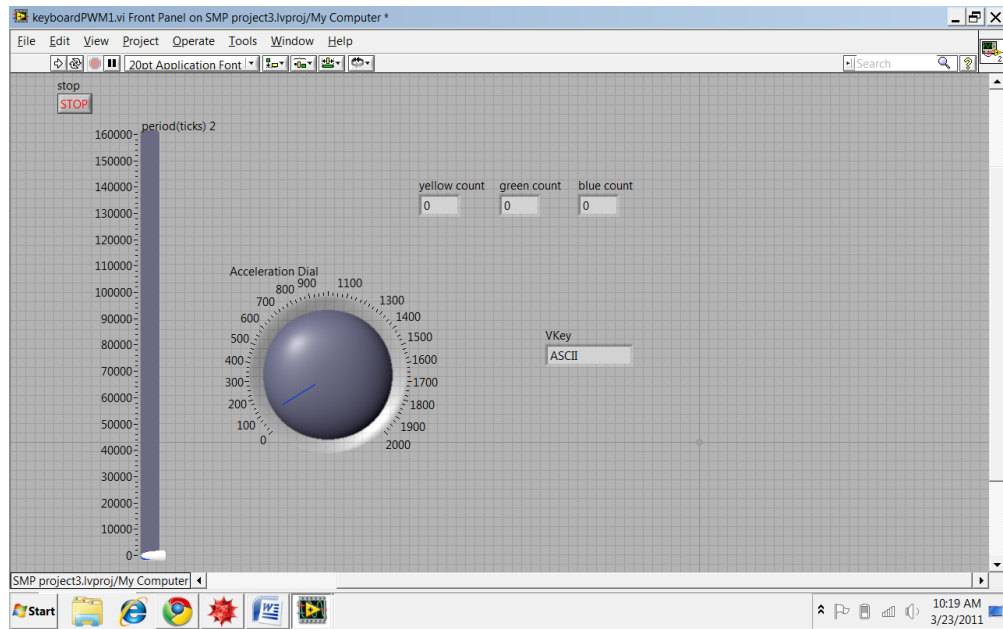 keyboardPWM1.vi Front Panel on SMP project3.lvproj/My Computer *
File Edit View Project Operate Tools Window Help
20pt Application Font
Search
?
2
stop
STOP
period(ticks) 2
160000
150000
140000
130000
120000
110000
100000
90000
80000
70000
60000
50000
40000
30000
20000
10000
0
yellow count green count blue count
0 0 0
Acceleration Dial
0
100
200
300
400
500
600
700
800
900
1100
1300
1400
1500
1600
1700
1800
1900
2000
VKey
ASCII
SMP project3.lvproj/My Computer
Start
W
10:19 AM
3/23/2011